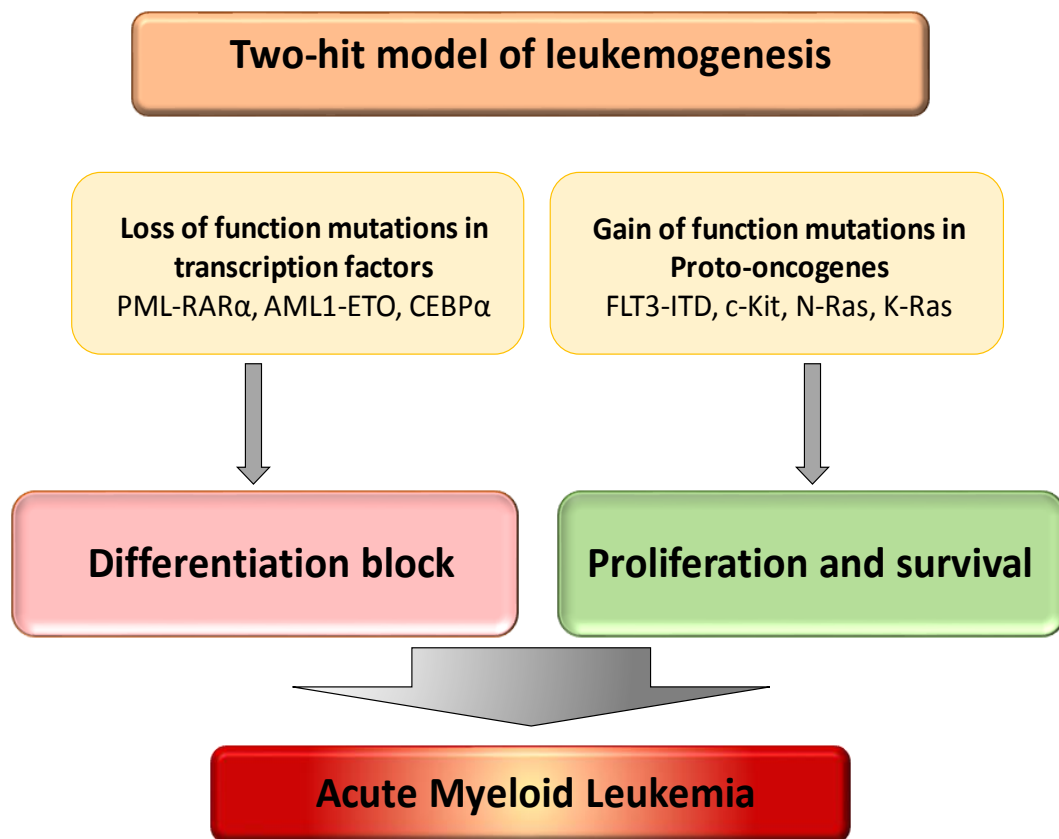 Two-hit model of leukemogenesis
Loss of function mutations in
transcription factors
PML-RARα, AML1-ETO, CEBPα
Gain of function mutations in
Proto-oncogenes
FLT3-ITD, c-Kit, N-Ras, K-Ras
Differentiation block
Proliferation and survival
Acute Myeloid Leukemia